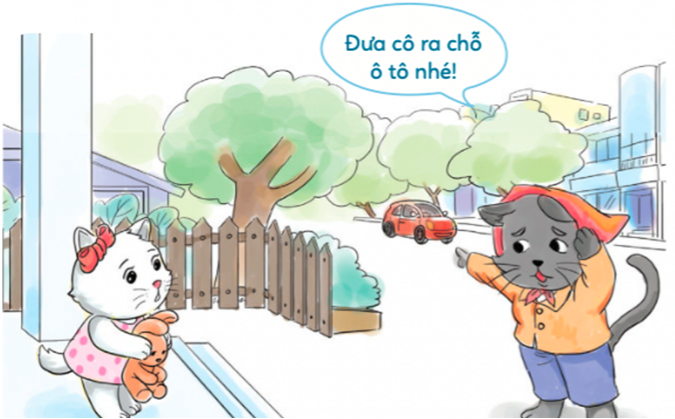 Đưa cô ra chỗ
ô tô nhé!